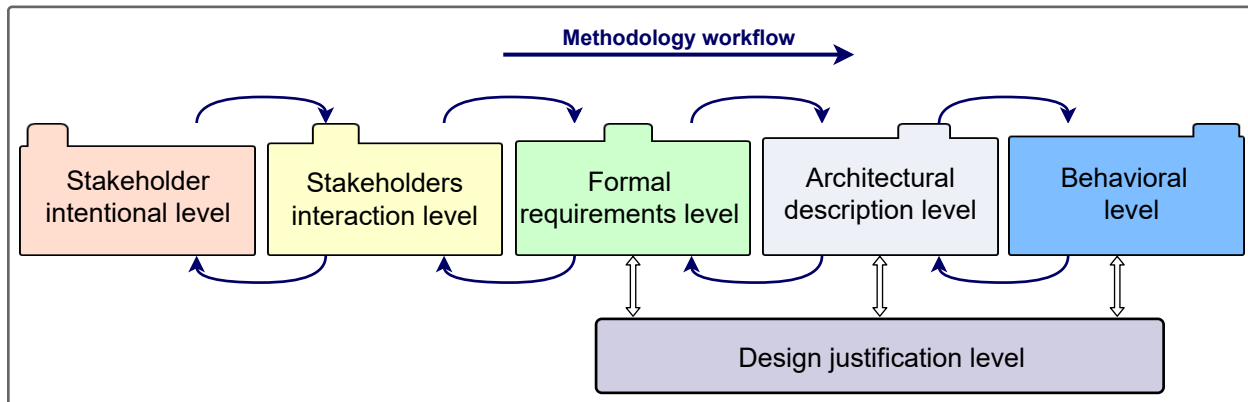 Methodology workflow
Stakeholder
intentional level
Stakeholders
interaction level
Formal
requirements level
Architectural
description level
Behavioral
level
Design justification level